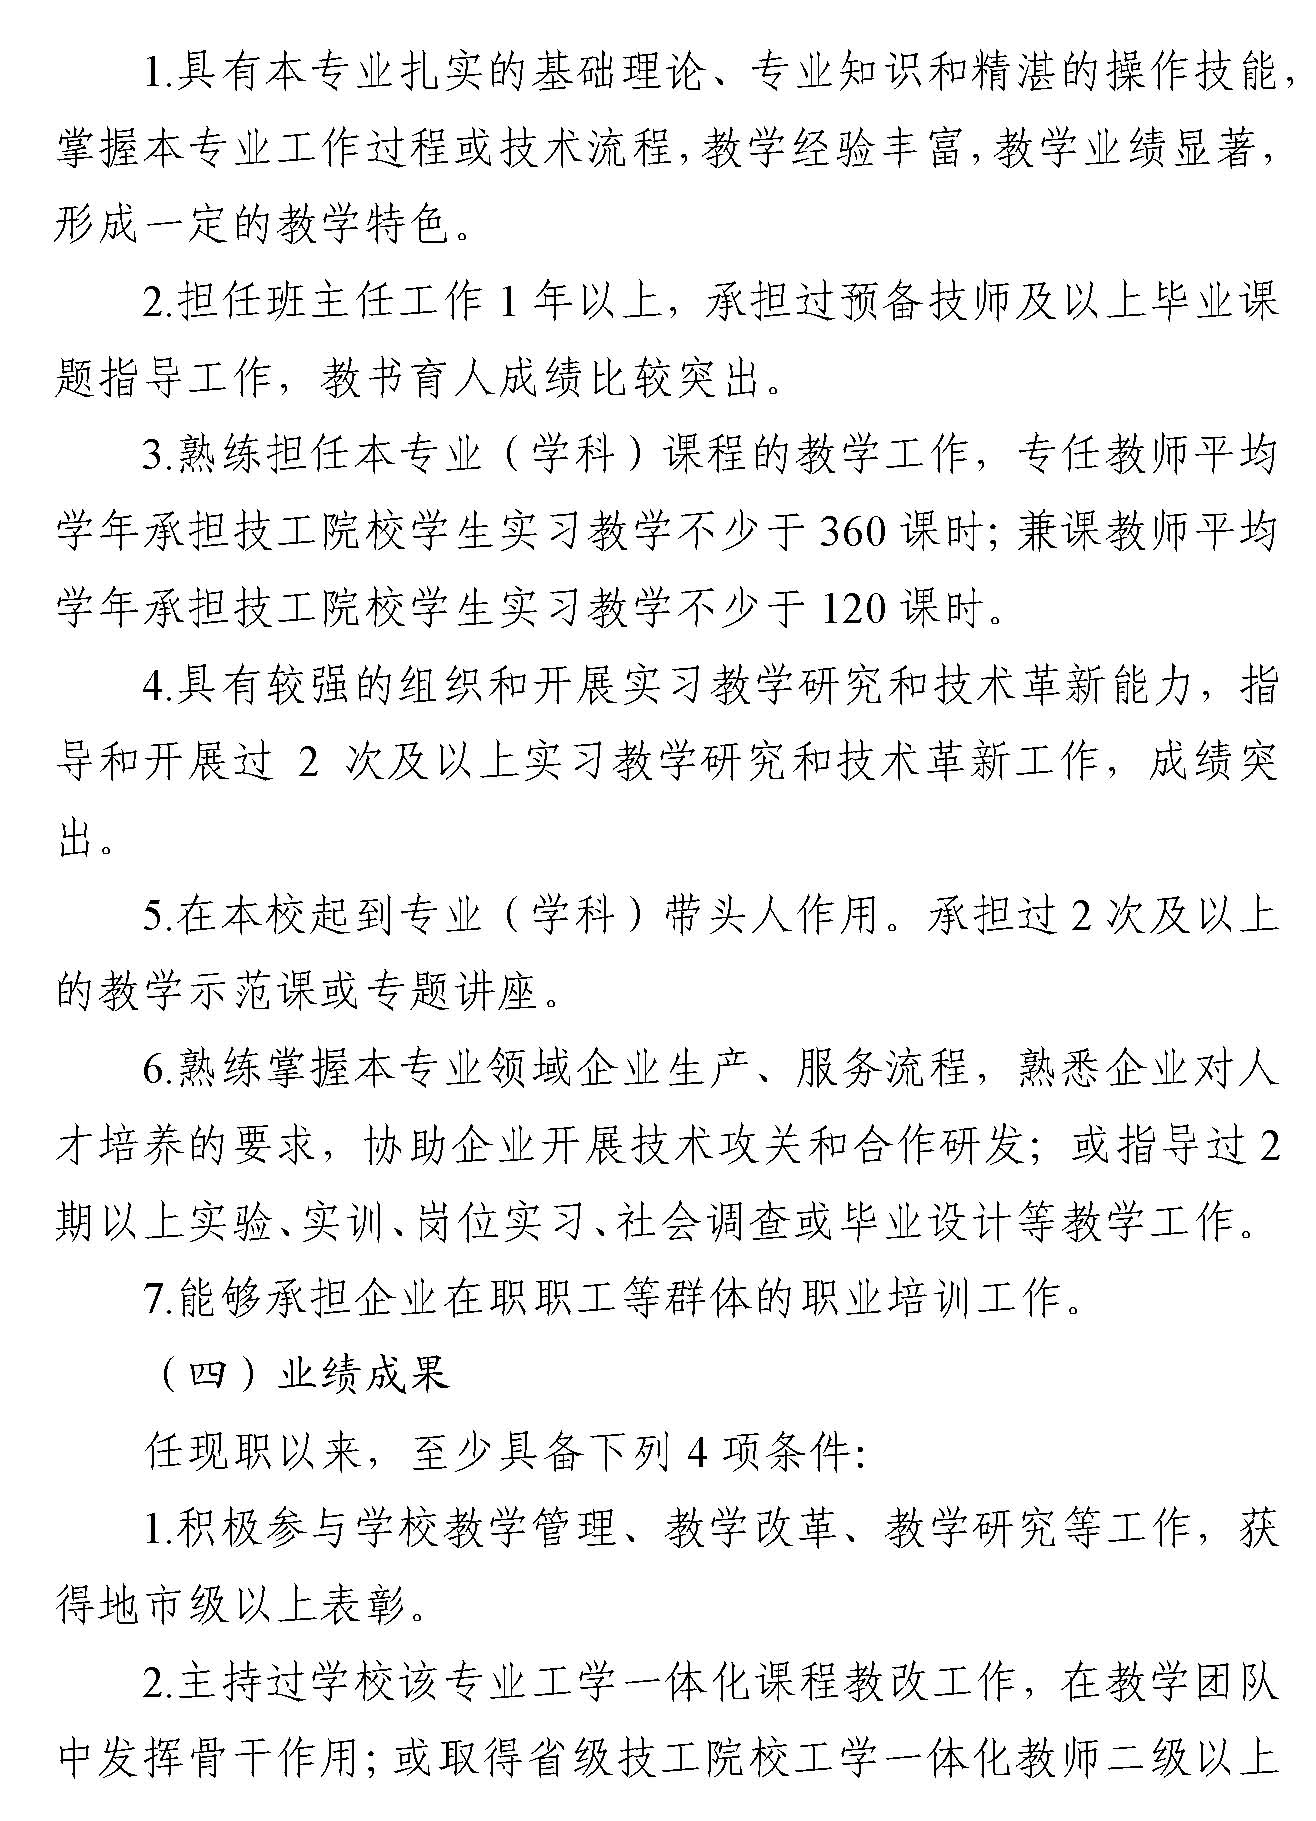 1.具有本专业扎实的基础理论、专业知识和精湛的操作技能，
掌握本专业工作过程或技术流程，教学经验丰富，教学业绩显著，
形成一定的教学特色。
2.担任班主任工作 1 年以上，承担过预备技师及以上毕业课
题指导工作，教书育人成绩比较突出。
3.熟练担任本专业（学科）课程的教学工作，专任教师平均
学年承担技工院校学生实习教学不少于 360 课时；兼课教师平均
学年承担技工院校学生实习教学不少于 120 课时。
4.具有较强的组织和开展实习教学研究和技术革新能力，指
导和开展过 2 次及以上实习教学研究和技术革新工作，成绩突
出。
5.在本校起到专业（学科）带头人作用。承担过 2 次及以上
的教学示范课或专题讲座。
6.熟练掌握本专业领域企业生产、服务流程，熟悉企业对人
才培养的要求，协助企业开展技术攻关和合作研发；或指导过 2
期以上实验、实训、岗位实习、社会调查或毕业设计等教学工作。
7.能够承担企业在职职工等群体的职业培训工作。
（四）业绩成果
任现职以来，至少具备下列 4 项条件：
1.积极参与学校教学管理、教学改革、教学研究等工作，获
得地市级以上表彰。
2.主持过学校该专业工学一体化课程教改工作，在教学团队
中发挥骨干作用；或取得省级技工院校工学一体化教师二级以上